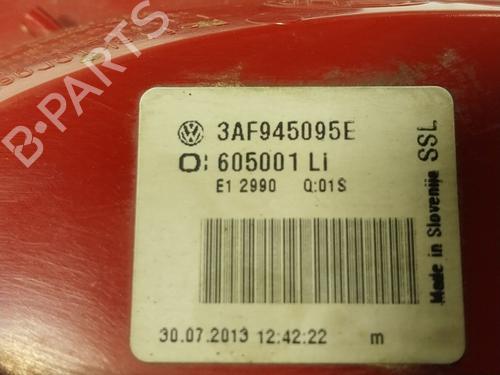 B-PARTS
3AF945095E
O: 605001 Li
E1 2990 Q:01S
30.07.2013 12:42:22 m
Made in Slovenije SSL